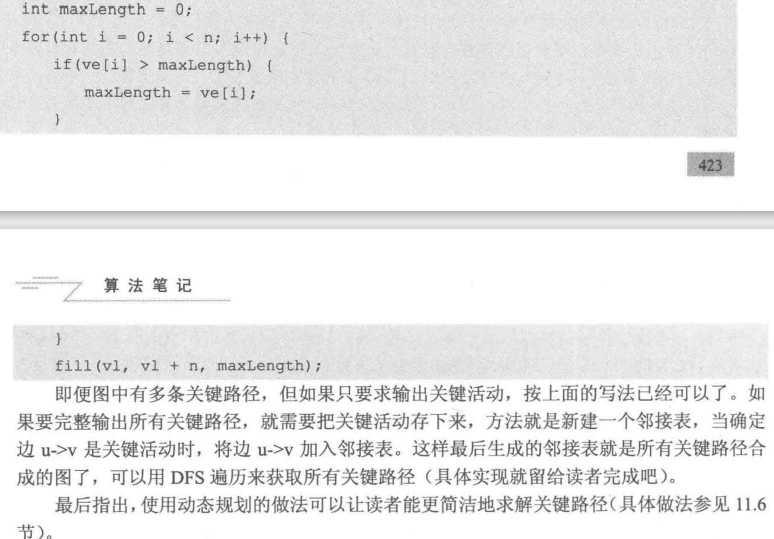 int maxLength = 0;
for(int i = 0; i < n; i++) {
if(ve[i] > maxLength) {
maxLength = ve[i];
}
423
算法笔记
}
fill(vl, vl + n, maxLength);
即便图中有多条关键路径，但如果只要求输出关键活动，按上面的写法已经可以了。如
果要完整输出所有关键路径，就需要把关键活动存下来，方法就是新建一个邻接表，当确定
边 u->v 是关键活动时，将边 u->v 加入邻接表。这样最后生成的邻接表就是所有关键路径合
成的图了，可以用 DFS 遍历来获取所有关键路径（具体实现就留给读者完成吧）。
最后指出，使用动态规划的做法可以让读者能更简洁地求解关键路径（具体做法参见 11.6
节）。